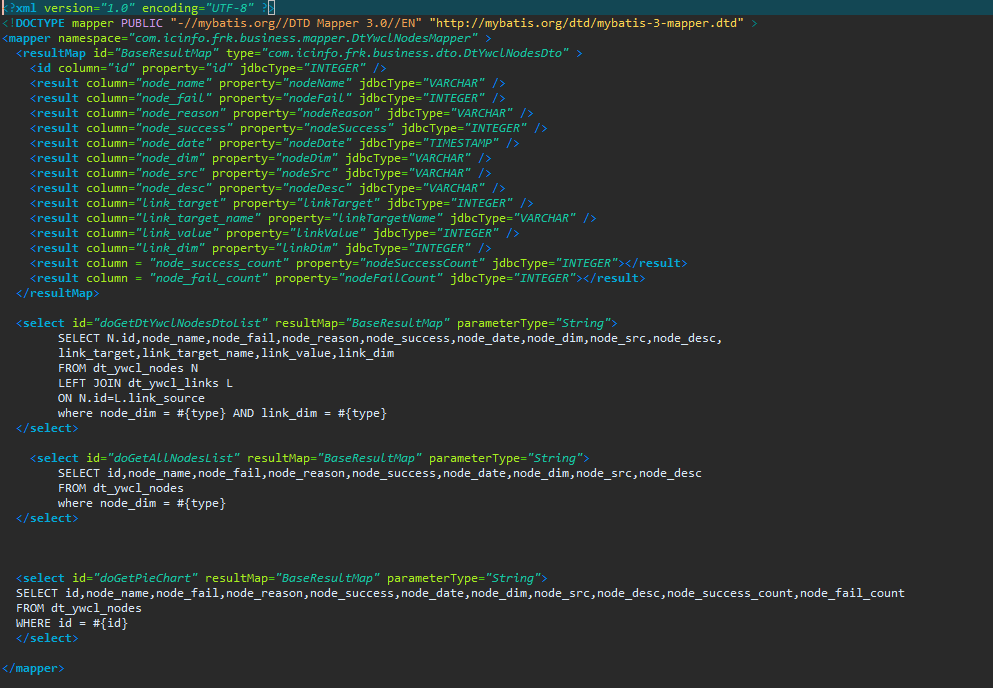 <?xml version="1.0" encoding="UTF-8" ?>
<!DOCTYPE mapper PUBLIC "-//mybatis.org//DTD Mapper 3.0//EN" "http://mybatis.org/dtd/mybatis-3-mapper.dtd" >
<mapper namespace="com.icinfo.frk.business.mapper.DtYwclNodesMapper" >
  <resultMap id="BaseResultMap" type="com.icinfo.frk.business.dto.DtYwclNodesDto" >
    <id column="id" property="id" jdbcType="INTEGER" />
    <result column="node_name" property="nodeName" jdbcType="VARCHAR" />
    <result column="node_fail" property="nodeFail" jdbcType="INTEGER" />
    <result column="node_reason" property="nodeReason" jdbcType="VARCHAR" />
    <result column="node_success" property="nodeSuccess" jdbcType="INTEGER" />
    <result column="node_date" property="nodeDate" jdbcType="TIMESTAMP" />
    <result column="node_dim" property="nodeDim" jdbcType="VARCHAR" />
    <result column="node_src" property="nodeSrc" jdbcType="VARCHAR" />
    <result column="node_desc" property="nodeDesc" jdbcType="VARCHAR" />
    <result column="link_target" property="linkTarget" jdbcType="INTEGER" />
    <result column="link_target_name" property="linkTargetName" jdbcType="VARCHAR" />
    <result column="link_value" property="linkValue" jdbcType="INTEGER" />
    <result column="link_dim" property="linkDim" jdbcType="INTEGER" />
    <result column = "node_success_count" property="nodeSuccessCount" jdbcType="INTEGER"></result>
    <result column = "node_fail_count" property="nodeFailCount" jdbcType="INTEGER"></result>
  </resultMap>
  <select id="doGetDtYwclNodesDtoList" resultMap="BaseResultMap" parameterType="String">
        SELECT N.id,node_name,node_fail,node_reason,node_success,node_date,node_dim,node_src,node_desc,
        link_target,link_target_name,link_value,link_dim
        FROM dt_ywcl_nodes N
        LEFT JOIN dt_ywcl_links L
        ON N.id=L.link_source
        where node_dim = #{type} AND link_dim = #{type}
  </select>
    <select id="doGetAllNodesList" resultMap="BaseResultMap" parameterType="String">
        SELECT id,node_name,node_fail,node_reason,node_success,node_date,node_dim,node_src,node_desc
        FROM dt_ywcl_nodes
        where node_dim = #{type}
  </select>
  <select id="doGetPieChart" resultMap="BaseResultMap" parameterType="String">
  SELECT id,node_name,node_fail,node_reason,node_success,node_date,node_dim,node_src,node_desc,node_success_count,node_fail_count
  FROM dt_ywcl_nodes
  WHERE id = #{id}
  </select>
</mapper>